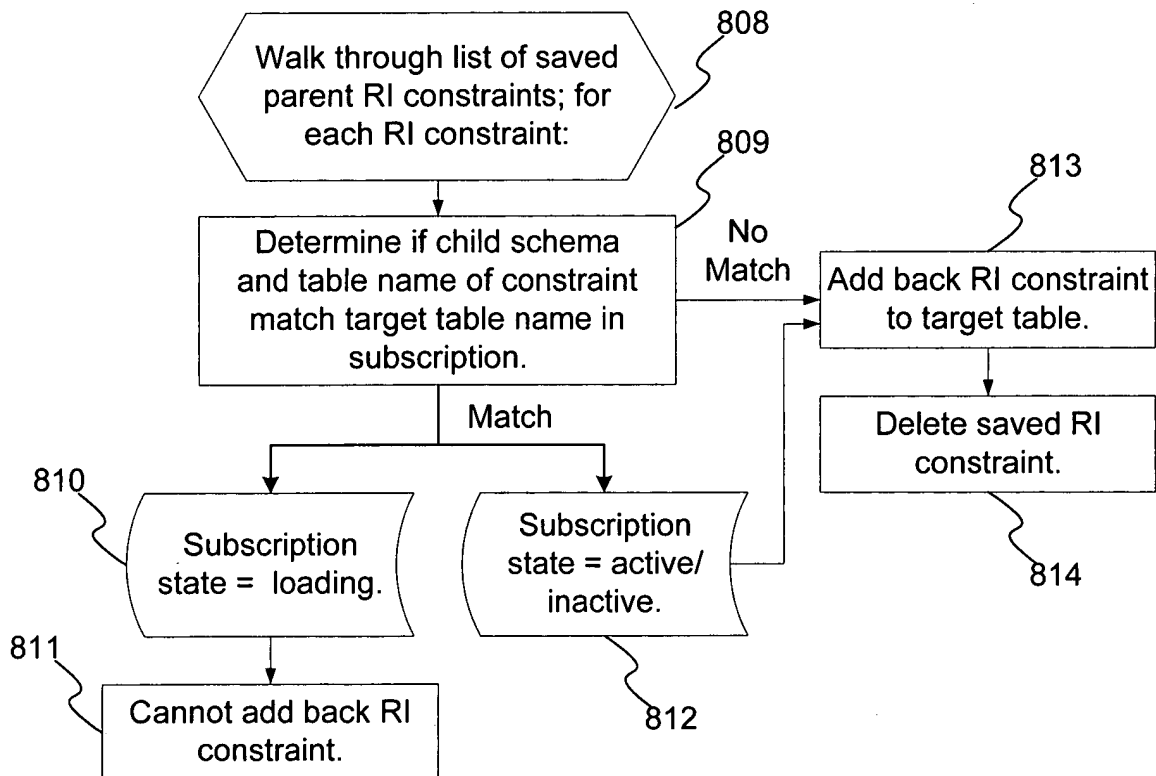 808
Walk through list of saved
parent RI constraints; for
each RI constraint:
809
Determine if child schema
and table name of constraint
match target table name in
subscription.
No
Match
813
Add back RI constraint
to target table.
Match
Delete saved RI
constraint.
814
810
Subscription
state = loading.
Subscription
state = active/
inactive.
812
811
Cannot add back RI
constraint.